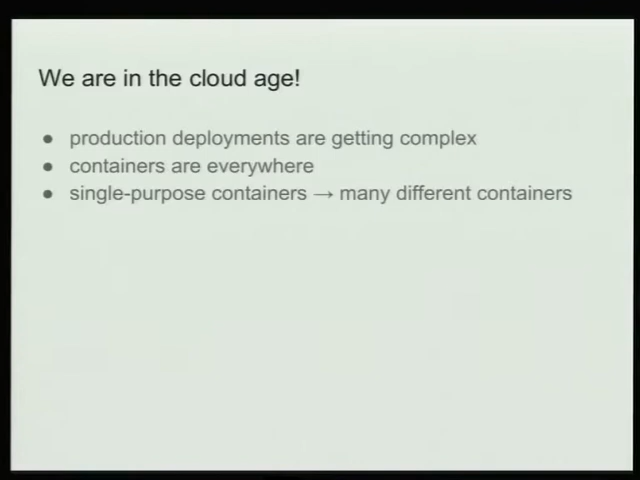 We are in the cloud age!
● production deployments are getting complex
● containers are everywhere
● single-purpose containers → many different containers